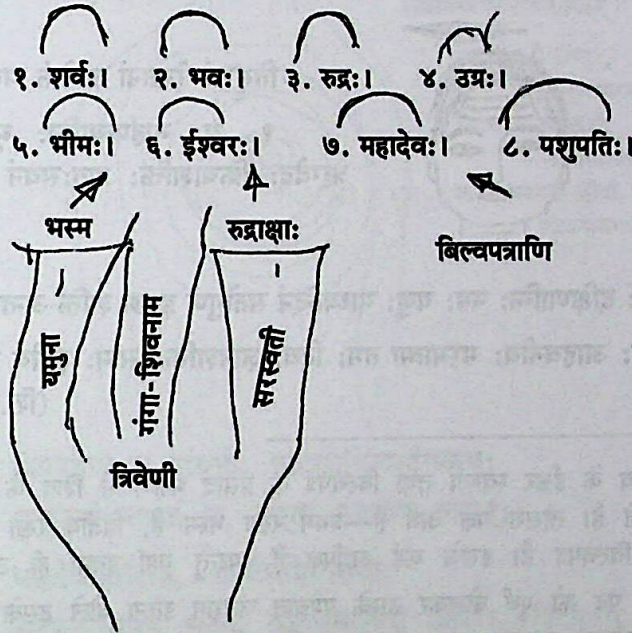 १. शर्वः। २. भवः। ३. रुद्रः। ४. उग्रः।
५. भीमः। ६. ईश्वरः। ७. महादेवः। ८. पशुपतिः।
भस्म रुद्राक्षाः
बिल्वपत्राणि
यमुना
गंगा-शिवनाम
सरस्वती
त्रिवेणी